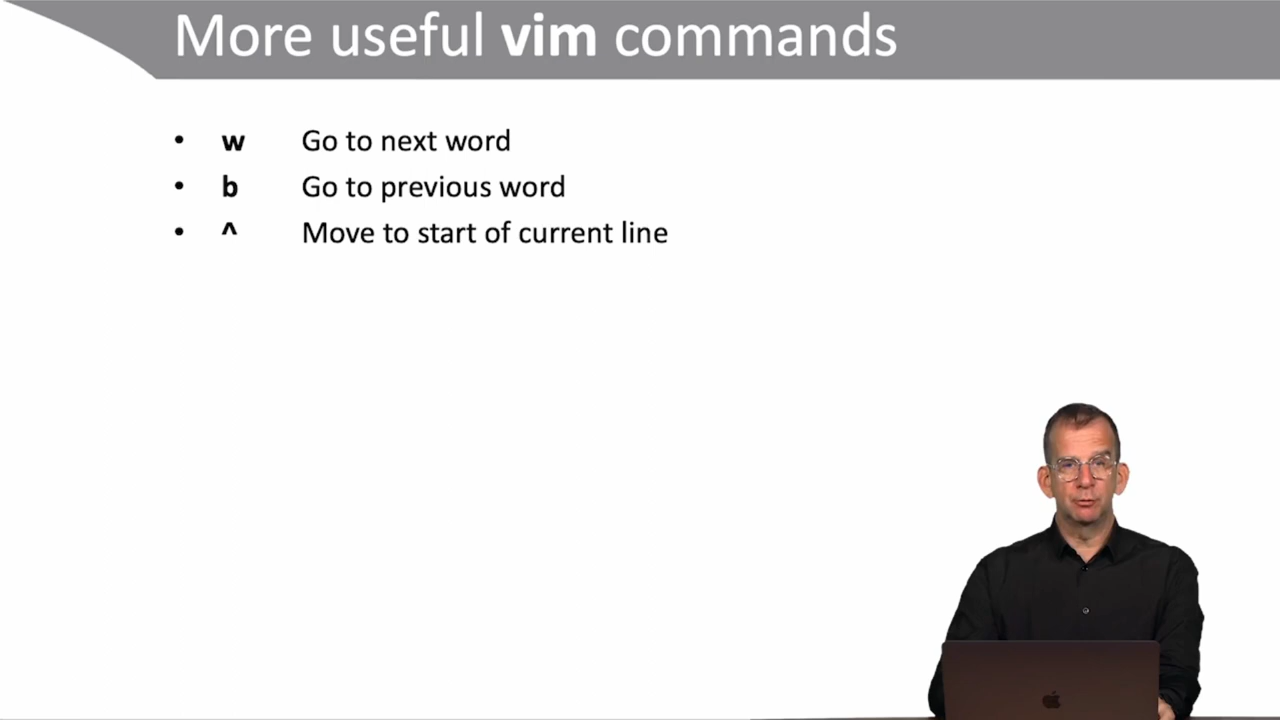 More useful vim commands
• w Go to next word
• b Go to previous word
• ^ Move to start of current line